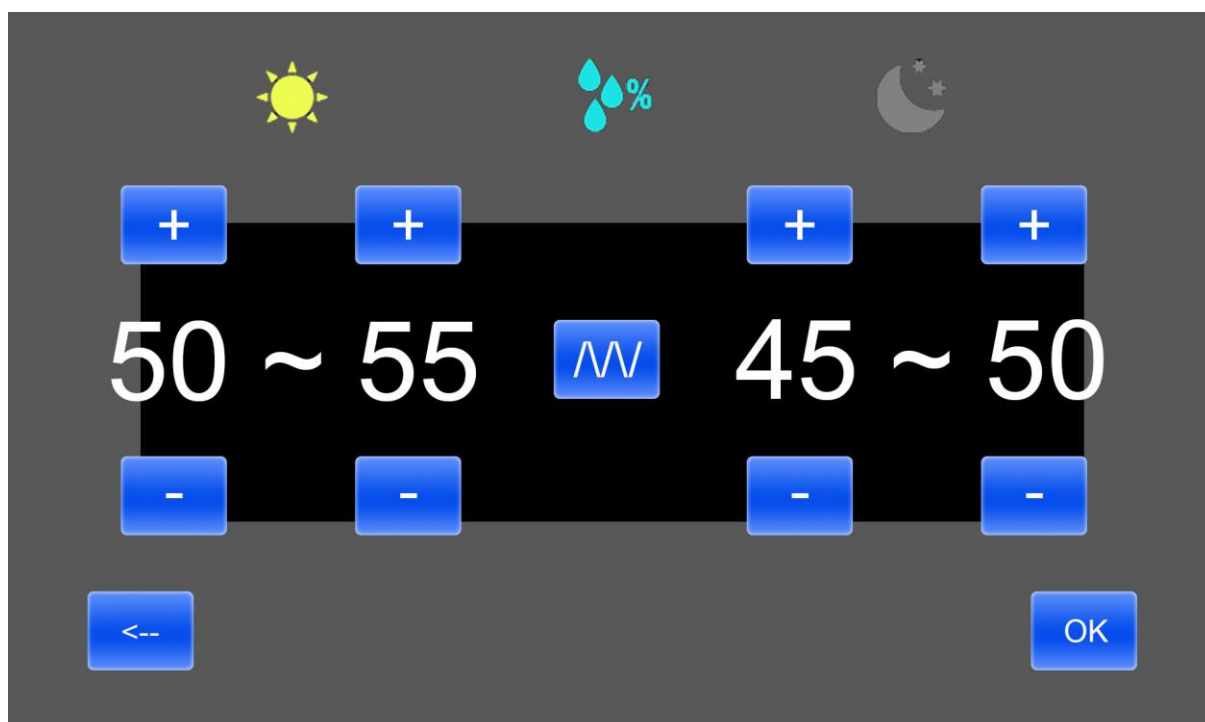 %
+ + + +
50 ~ 55 /\/\/ 45 ~ 50
- - - -
<-- OK